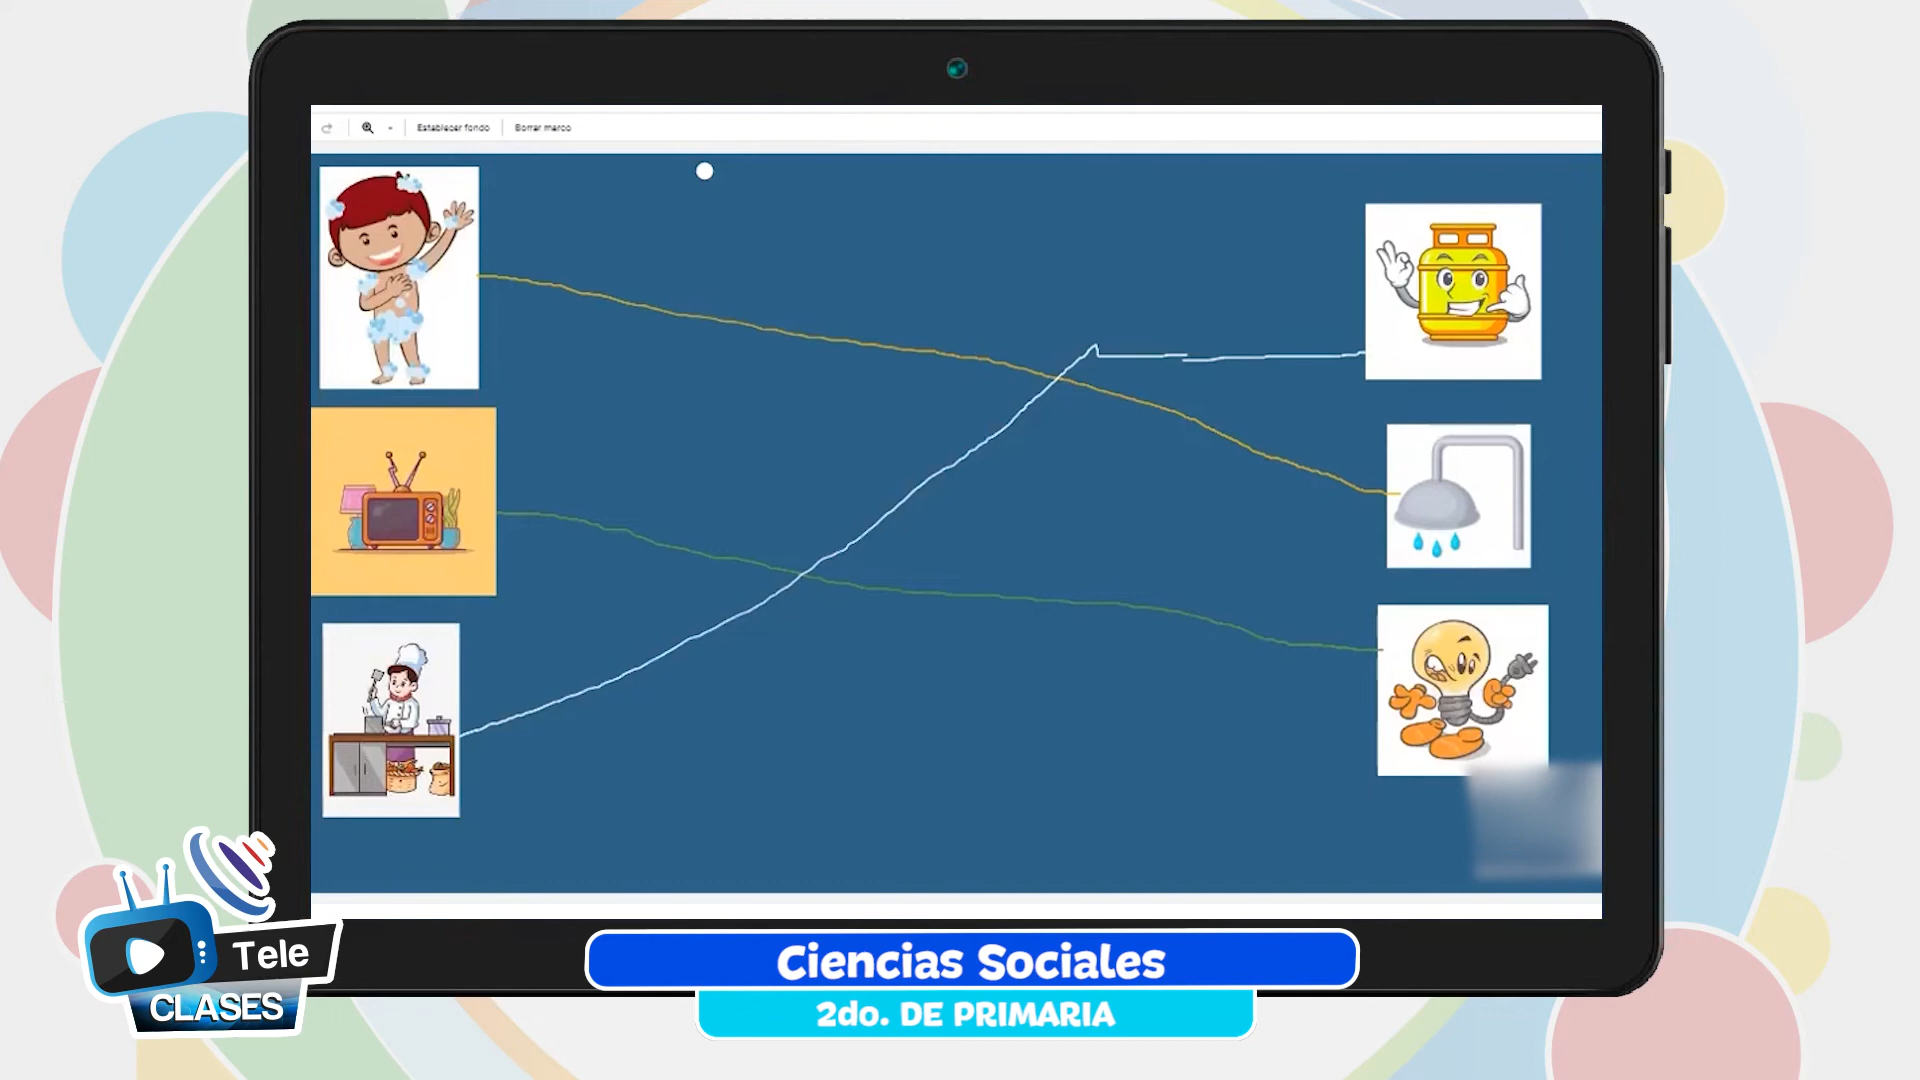 Establecer fondo
Borrar marco
Tele
CLASES
Ciencias Sociales
2do. DE PRIMARIA